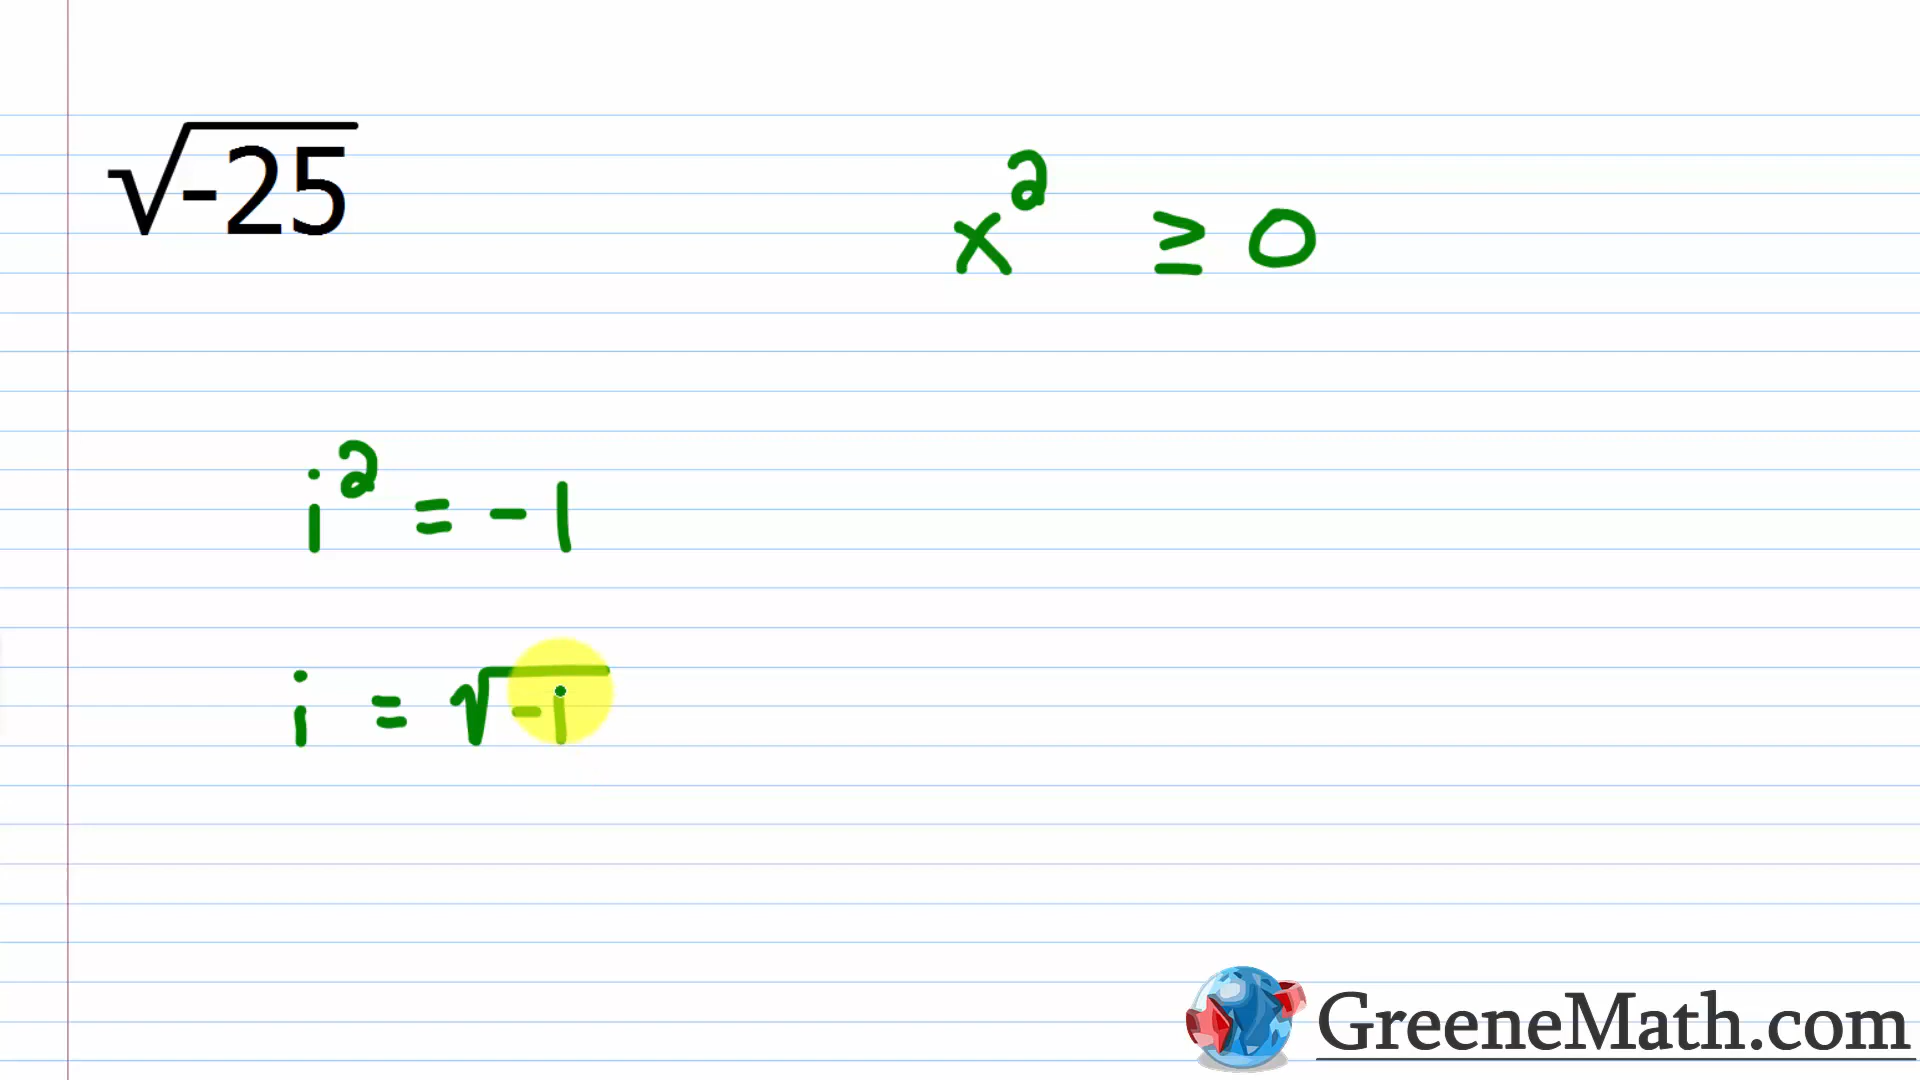 √-25
x² ≥ 0
i² = -1
i = √-1
GreeneMath.com